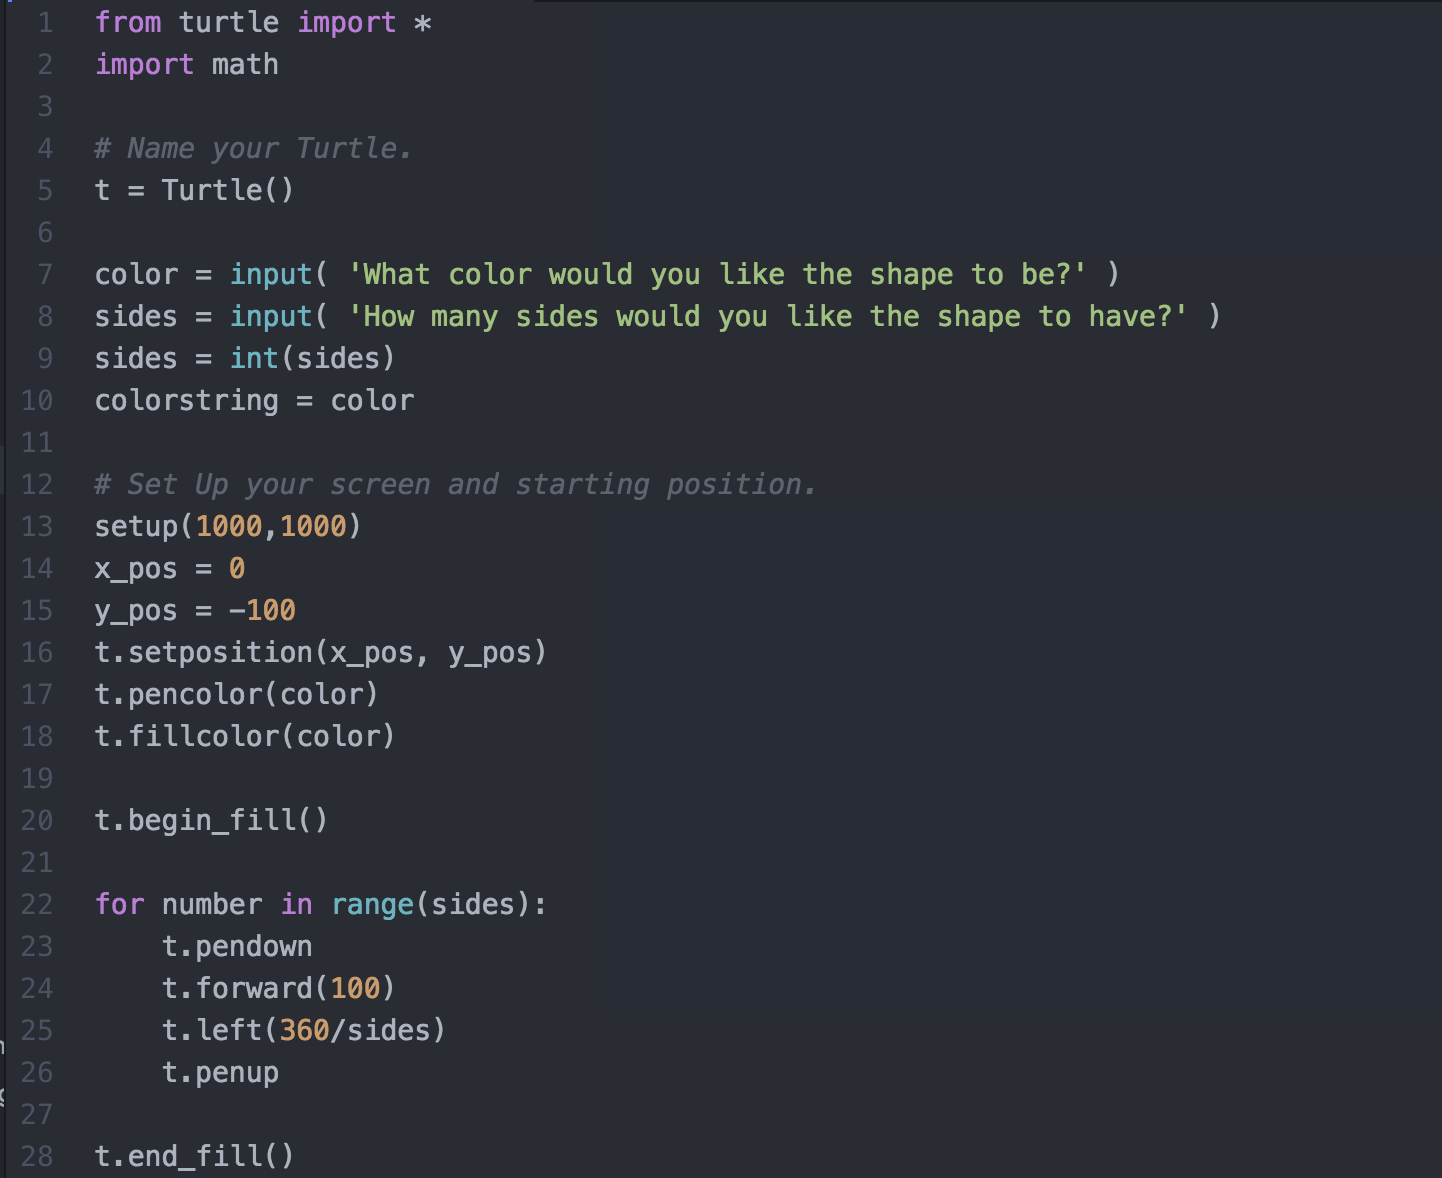 1 from turtle import *
2 import math
3
4 # Name your Turtle.
5 t = Turtle()
6
7 color = input( 'What color would you like the shape to be?' )
8 sides = input( 'How many sides would you like the shape to have?' )
9 sides = int(sides)
10 colorstring = color
11
12 # Set Up your screen and starting position.
13 setup(1000,1000)
14 x_pos = 0
15 y_pos = -100
16 t.setposition(x_pos, y_pos)
17 t.pencolor(color)
18 t.fillcolor(color)
19
20 t.begin_fill()
21
22 for number in range(sides):
23     t.pendown
24     t.forward(100)
25     t.left(360/sides)
26     t.penup
27
28 t.end_fill()